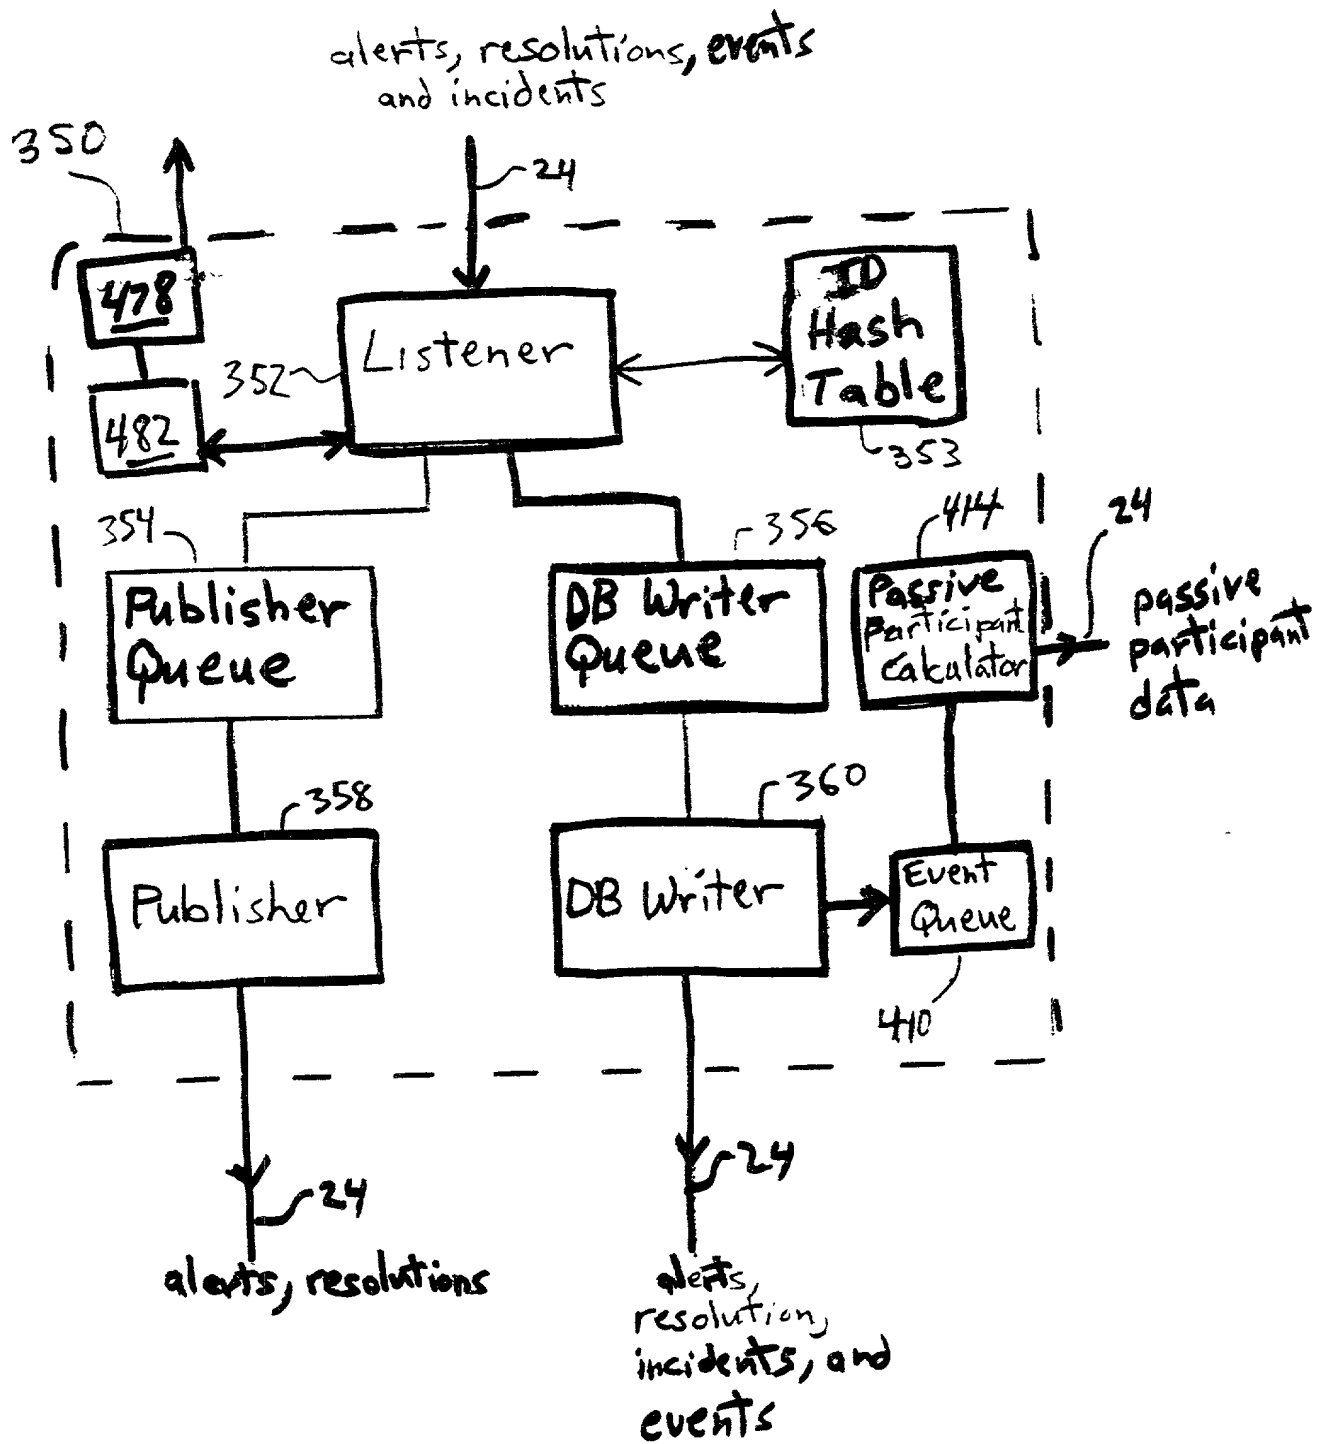 alerts, resolutions, events
and incidents
350
24
478
ID
Hash
Table
Listener
352
482
353
354
356
414
24
Publisher
Queue
DB Writer
Queue
Passive
Participant
Calculator
passive
participant
data
358
360
Publisher
DB Writer
Event
Queue
410
24
24
alerts, resolutions
alerts,
resolution,
incidents, and
events